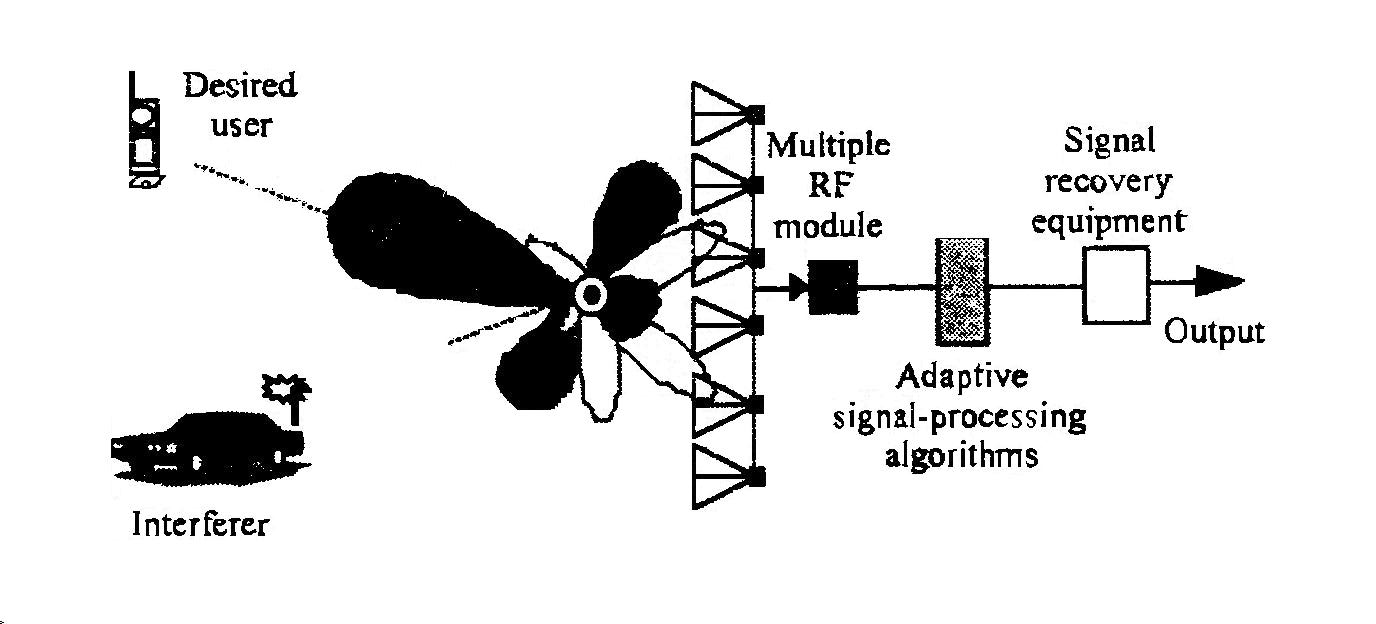 Desired
user
Multiple
RF
module
Signal
recovery
equipment
Output
Adaptive
signal-processing
algorithms
Interferer